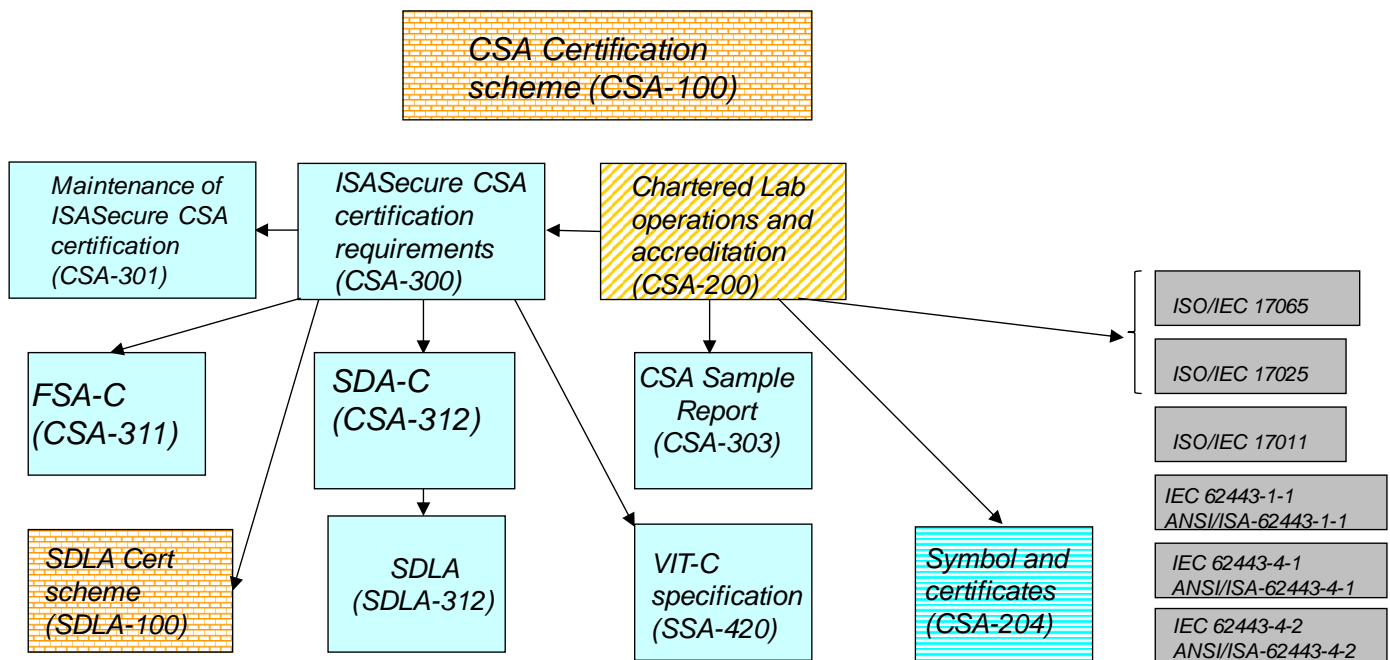 CSA Certification
scheme (CSA-100)
Maintenance of
ISASecure CSA
certification
(CSA-301)
ISASecure CSA
certification
requirements
(CSA-300)
Chartered Lab
operations and
accreditation
(CSA-200)
ISO/IEC 17065
ISO/IEC 17025
ISO/IEC 17011
IEC 62443-1-1
ANSI/ISA-62443-1-1
IEC 62443-4-1
ANSI/ISA-62443-4-1
IEC 62443-4-2
ANSI/ISA-62443-4-2
FSA-C
(CSA-311)
SDA-C
(CSA-312)
CSA Sample
Report
(CSA-303)
SDLA Cert
scheme
(SDLA-100)
SDLA
(SDLA-312)
VIT-C
specification
(SSA-420)
Symbol and
certificates
(CSA-204)